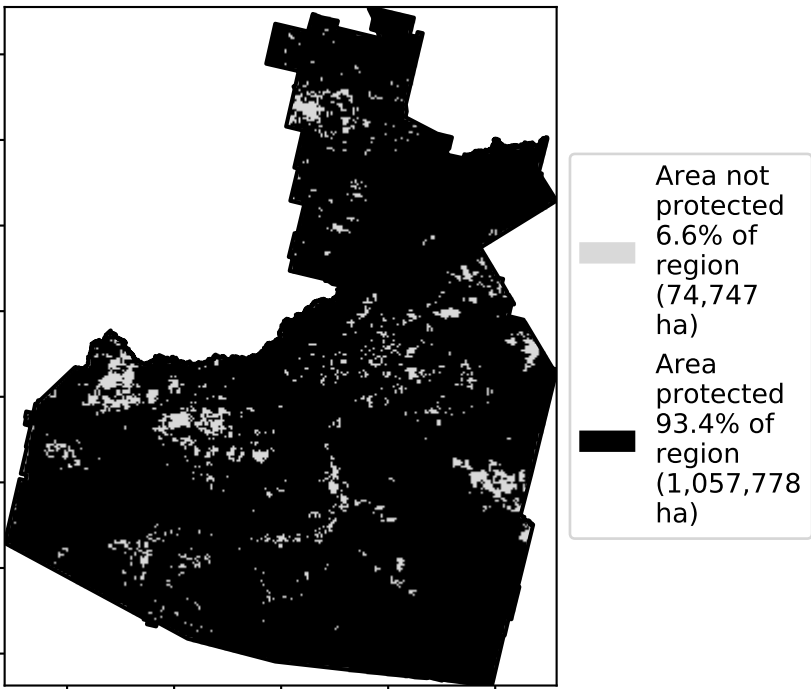 Area not
protected
6.6% of
region
(74,747
ha)
Area
protected
93.4% of
region
(1,057,778
ha)